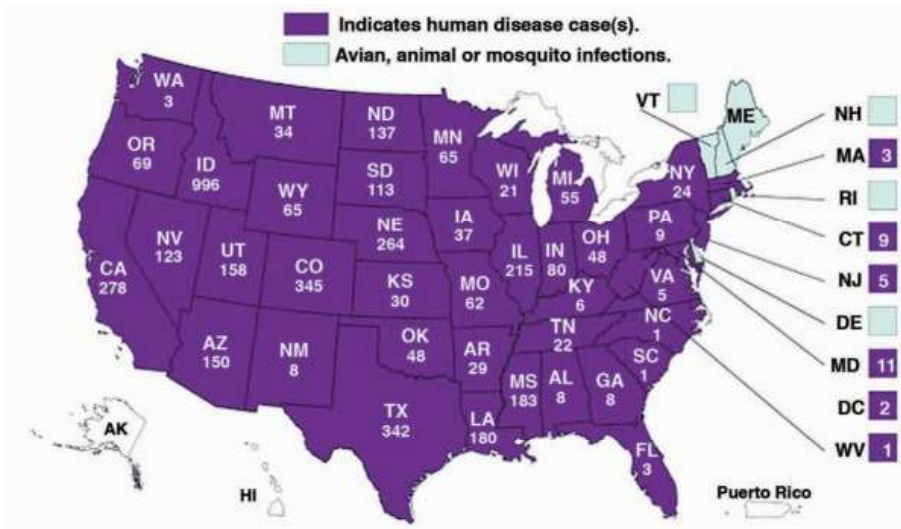 Indicates human disease case(s).
Avian, animal or mosquito infections.
WA
3
MT
34
ND
137
MN
65
VT
ME
NH
OR
69
ID
996
SD
113
WI
21
MI
55
NY
24
MA 3
WY
65
RI
IA
37
PA
9
NE
264
CT 9
NV
123
UT
158
IL
215
IN
80
OH
48
NJ 5
CA
278
CO
345
KS
30
MO
62
KY
6
VA
5
DE
NC
1
TN
22
MD 11
AZ
150
NM
8
OK
48
AR
29
SC
1
MS
183
AL
8
GA
8
DC 2
TX
342
LA
180
WV 1
AK
FL
3
HI
Puerto Rico